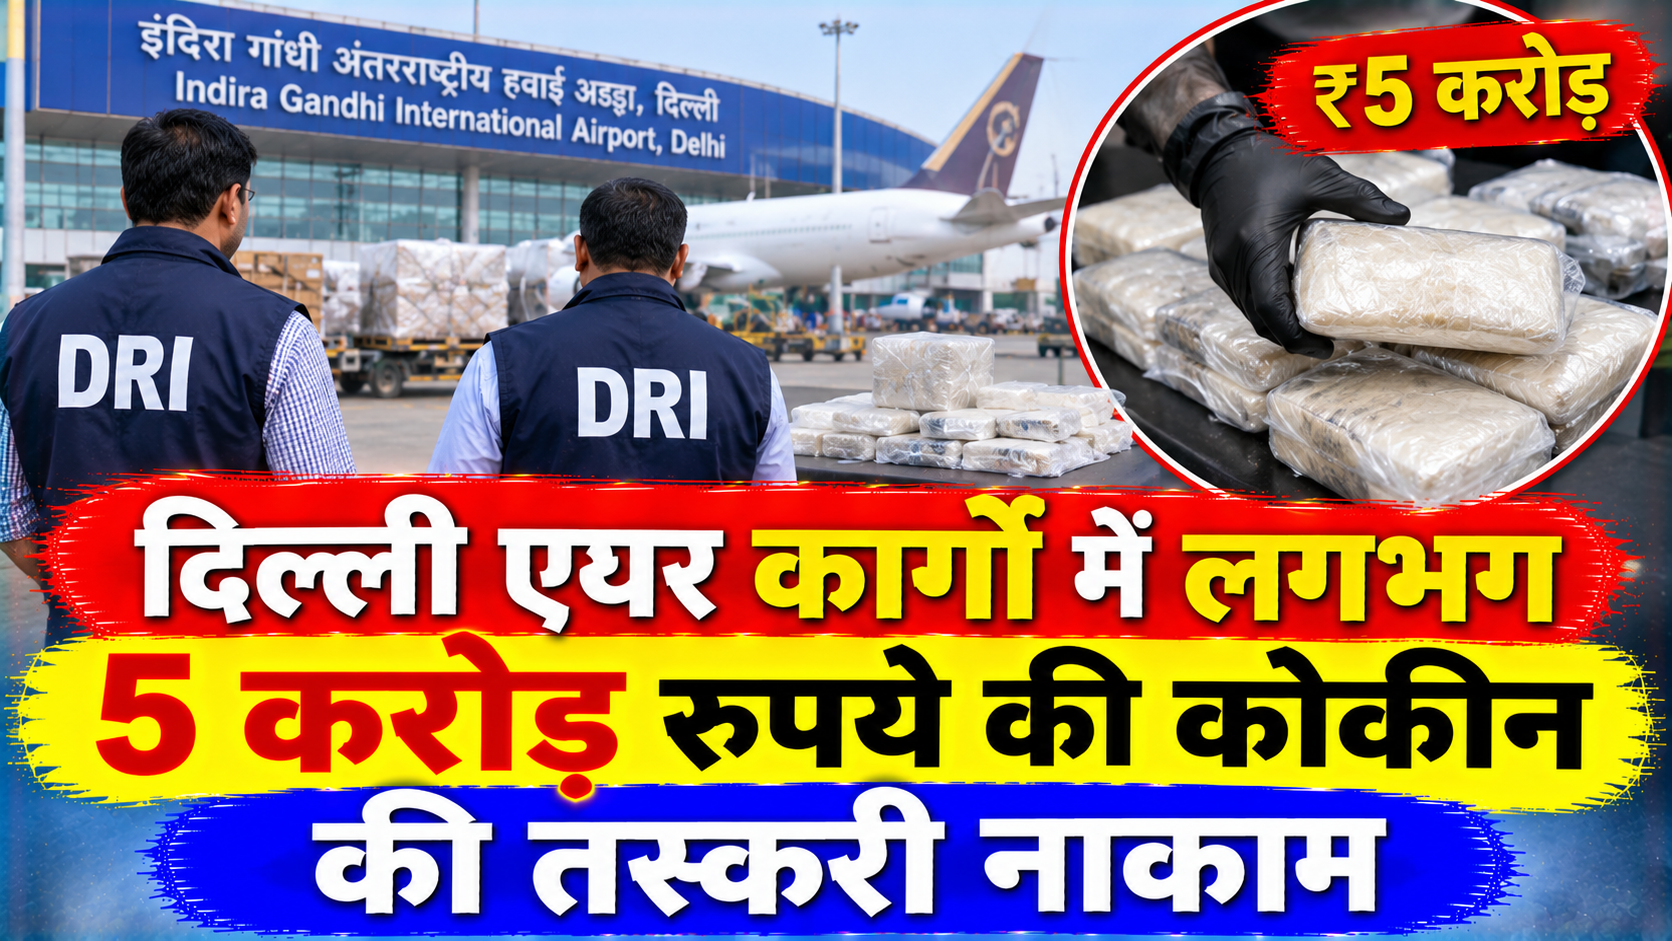 इंदिरा गांधी अंतरराष्ट्रीय हवाई अड्डा, दिल्ली
Indira Gandhi International Airport, Delhi
₹5 करोड़
DRI
DRI
दिल्ली एयर कार्गो में लगभग
5 करोड़ रुपये की कोकीन
की तस्करी नाकाम